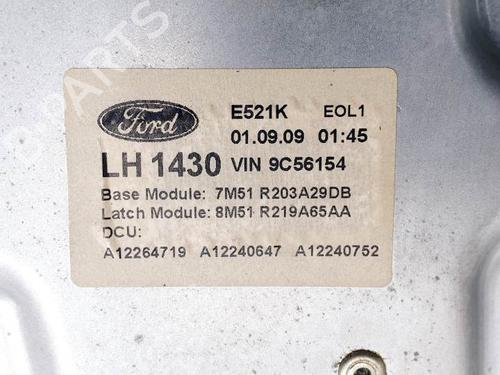 Ford
E521K EOL1
01.09.09 01:45
LH 1430 VIN 9C56154
Base Module: 7M51 R203A29DB
Latch Module: 8M51 R219A65AA
DCU:
A12264719 A12240647 A12240752